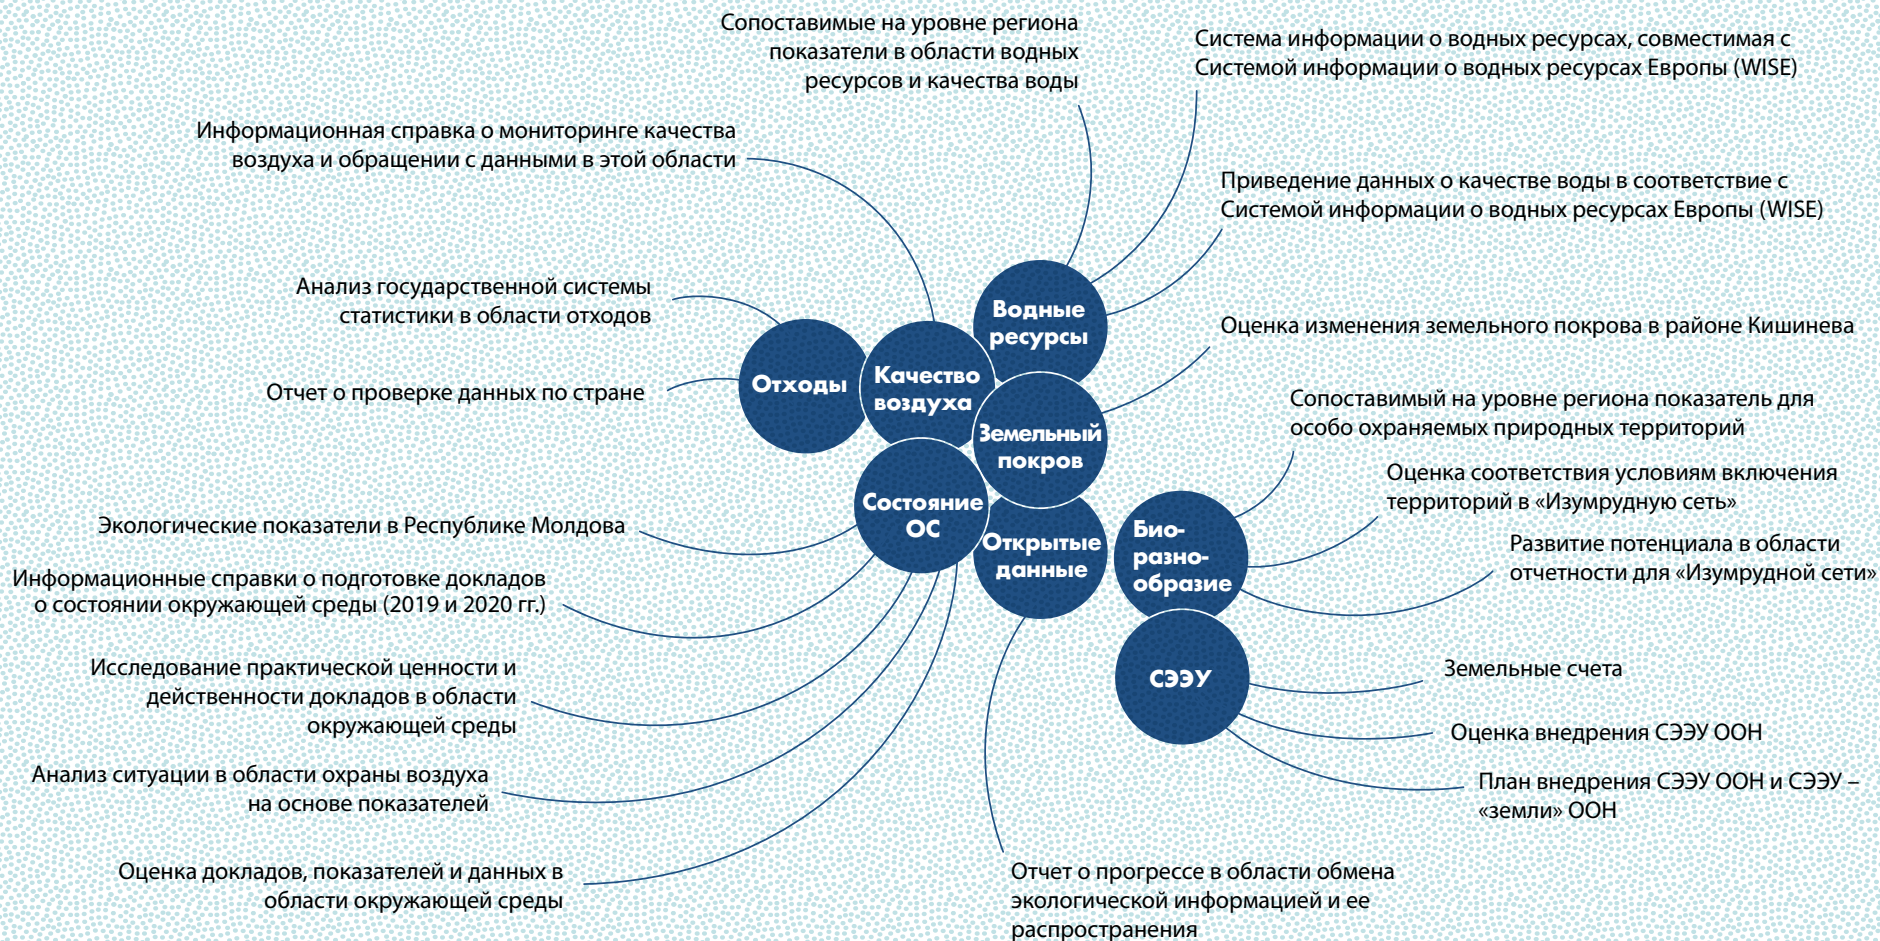 Сопоставимые на уровне региона
показатели в области водных
ресурсов и качества воды
Система информации о водных ресурсах, совместимая с
Системой информации о водных ресурсах Европы (WISE)
Информационная справка о мониторинге качества
воздуха и обращении с данными в этой области
Приведение данных о качестве воды в соответствие с
Системой информации о водных ресурсах Европы (WISE)
Анализ государственной системы
статистики в области отходов
Водные
ресурсы
Оценка изменения земельного покрова в районе Кишинева
Отчет о проверке данных по стране
Отходы
Качество
воздуха
Земельный
покров
Сопоставимый на уровне региона показатель для
особо охраняемых природных территорий
Оценка соответствия условиям включения
территорий в «Изумрудную сеть»
Экологические показатели в Республике Молдова
Состояние
ОС
Открытые
данные
Био-
разно-
образие
Развитие потенциала в области
отчетности для «Изумрудной сети»
Информационные справки о подготовке докладов
о состоянии окружающей среды (2019 и 2020 гг.)
Исследование практической ценности и
действенности докладов в области
окружающей среды
СЭЭУ
Земельные счета
Оценка внедрения СЭЭУ ООН
Анализ ситуации в области охраны воздуха
на основе показателей
План внедрения СЭЭУ ООН и СЭЭУ –
«земли» ООН
Оценка докладов, показателей и данных в
области окружающей среды
Отчет о прогрессе в области обмена
экологической информацией и ее
распространения